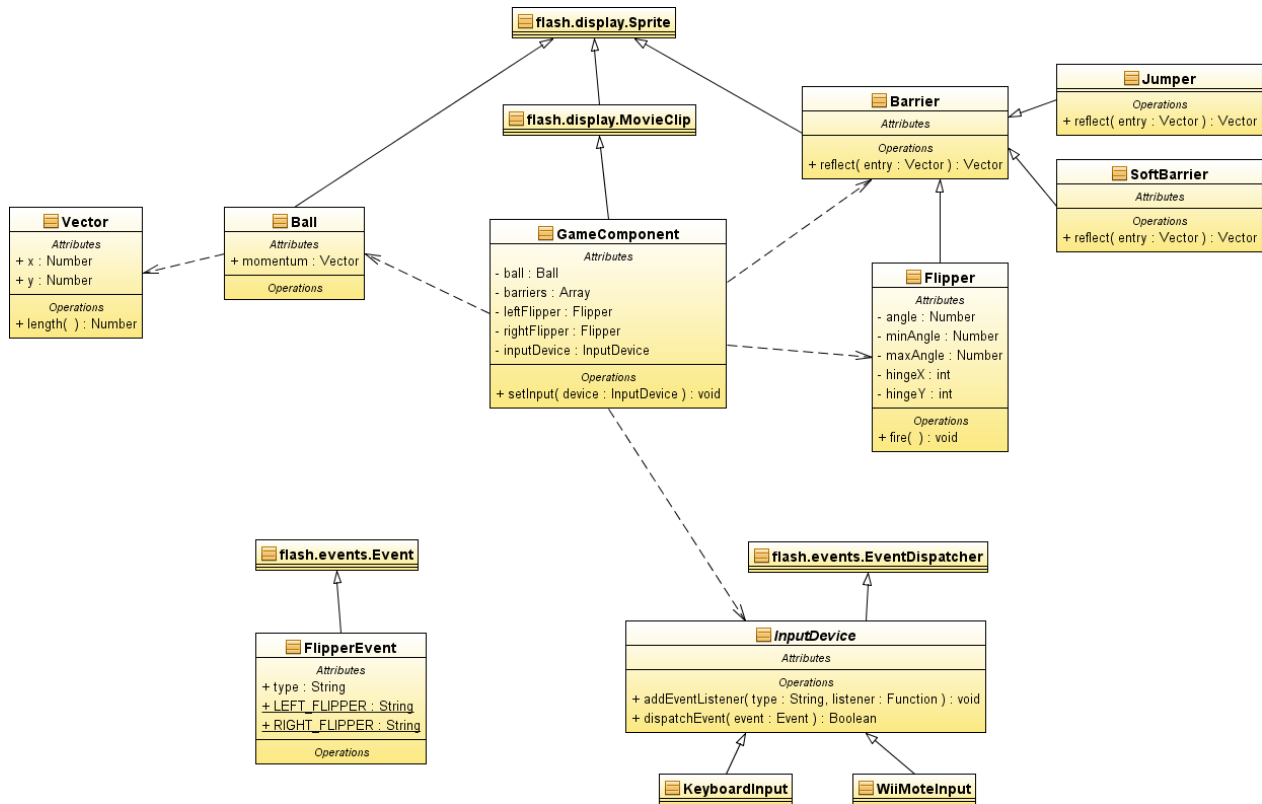 flash.display.Sprite
flash.display.MovieClip
Barrier
Attributes
Operations
+ reflect( entry : Vector ) : Vector
Jumper
Operations
+ reflect( entry : Vector ) : Vector
SoftBarrier
Attributes
Operations
+ reflect( entry : Vector ) : Vector
Vector
Attributes
+ x : Number
+ y : Number
Operations
+ length(  ) : Number
Ball
Attributes
+ momentum : Vector
Operations
GameComponent
Attributes
- ball : Ball
- barriers : Array
- leftFlipper : Flipper
- rightFlipper : Flipper
- inputDevice : InputDevice
Operations
+ setInput( device : InputDevice ) : void
Flipper
Attributes
- angle : Number
- minAngle : Number
- maxAngle : Number
- hingeX : int
- hingeY : int
Operations
+ fire(  ) : void
flash.events.Event
FlipperEvent
Attributes
+ type : String
+ LEFT_FLIPPER : String
+ RIGHT_FLIPPER : String
Operations
flash.events.EventDispatcher
InputDevice
Attributes
Operations
+ addEventListener( type : String, listener : Function ) : void
+ dispatchEvent( event : Event ) : Boolean
KeyboardInput
WiiMoteInput